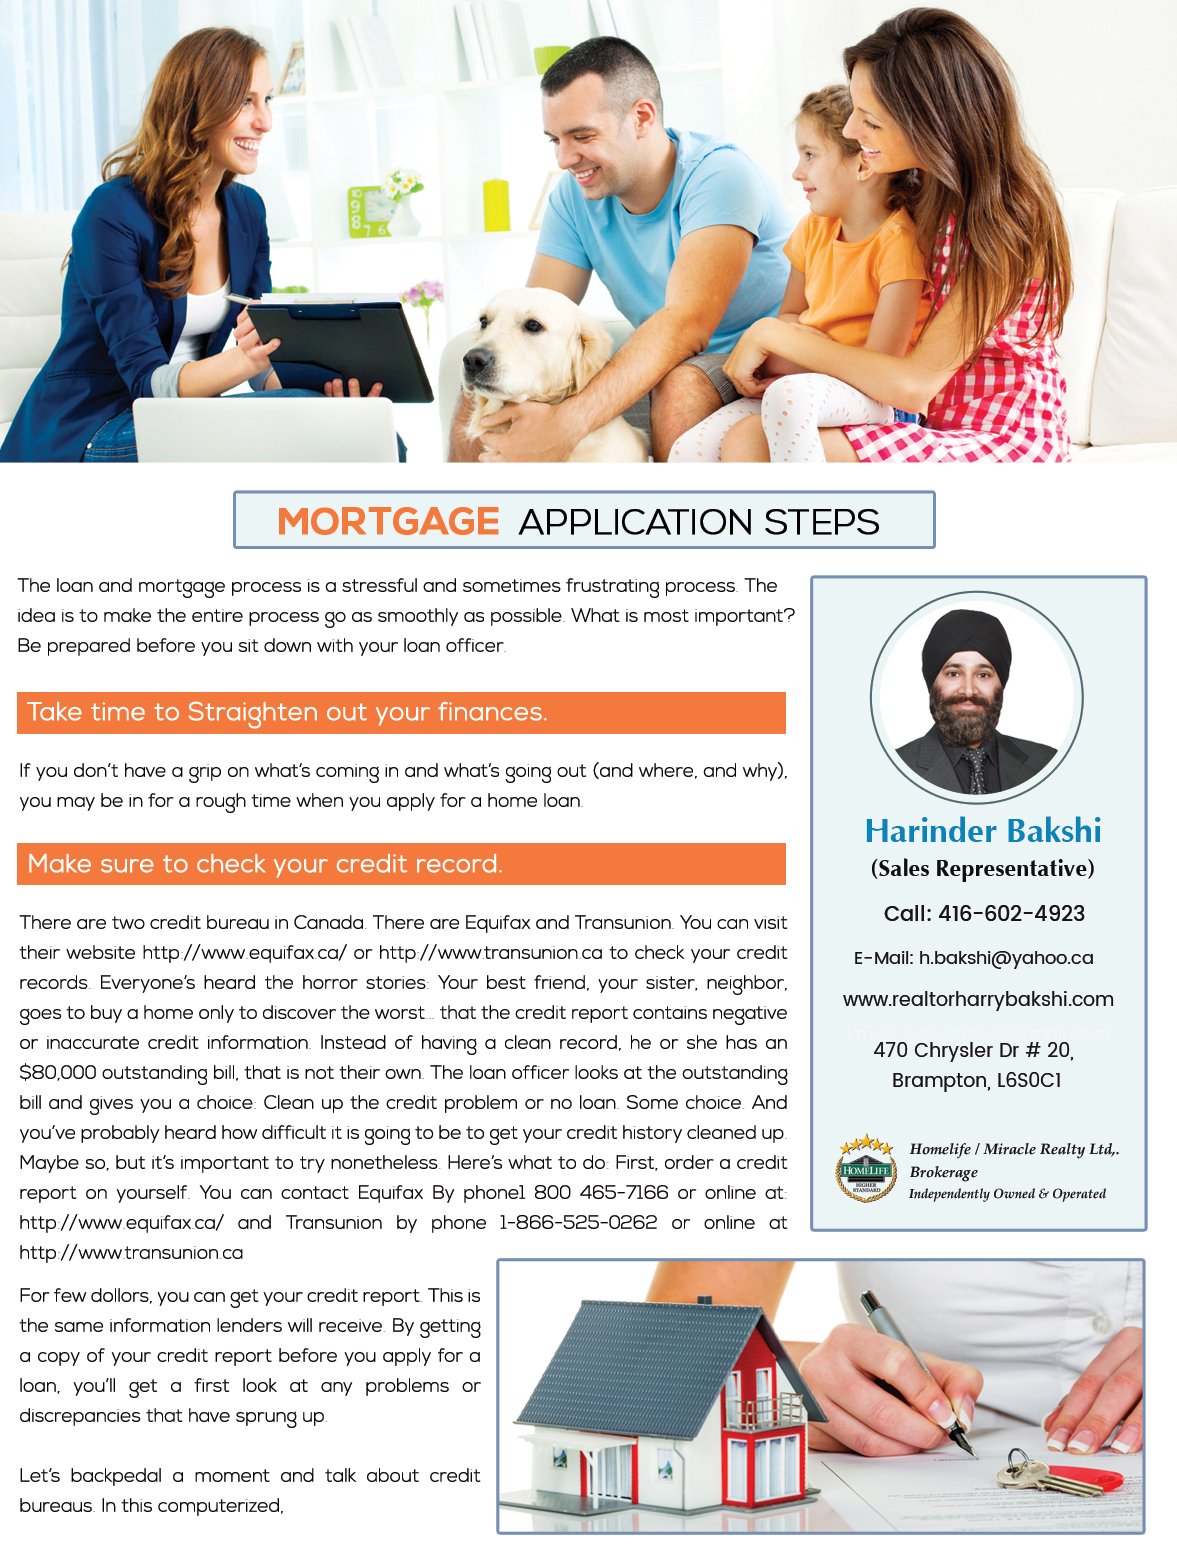 MORTGAGE APPLICATION STEPS
The loan and mortgage process is a stressful and sometimes frustrating process. The
idea is to make the entire process go as smoothly as possible. What is most important?
Be prepared before you sit down with your loan officer.
Take time to Straighten out your finances.
If you don't have a grip on what's coming in and what's going out (and where, and why),
you may be in for a rough time when you apply for a home loan.
Make sure to check your credit record.
There are two credit bureau in Canada. There are Equifax and Transunion. You can visit
their website http://www.equifax.ca/ or http://www.transunion.ca to check your credit
records. Everyone's heard the horror stories: Your best friend, your sister, neighbor,
goes to buy a home only to discover the worst... that the credit report contains negative
or inaccurate credit information. Instead of having a clean record, he or she has an
$80,000 outstanding bill, that is not their own. The loan officer looks at the outstanding
bill and gives you a choice: Clean up the credit problem or no loan. Some choice. And
you've probably heard how difficult it is going to be to get your credit history cleaned up.
Maybe so, but it's important to try nonetheless. Here's what to do: First, order a credit
report on yourself. You can contact Equifax By phone1 800 465-7166 or online at:
http://www.equifax.ca/ and Transunion by phone 1-866-525-0262 or online at
http://www.transunion.ca
For few dollors, you can get your credit report. This is
the same information lenders will receive. By getting
a copy of your credit report before you apply for a
loan, you'll get a first look at any problems or
discrepancies that have sprung up.
Let's backpedal a moment and talk about credit
bureaus. In this computerized,
Harinder Bakshi
(Sales Representative)
Call: 416-602-4923
E-Mail: h.bakshi@yahoo.ca
www.realtorharrybakshi.com
470 Chrysler Dr # 20,
Brampton, L6S0C1
HOMELIFE
HIGHER
STANDARD
Homelife / Miracle Realty Ltd,.
Brokerage
Independently Owned & Operated